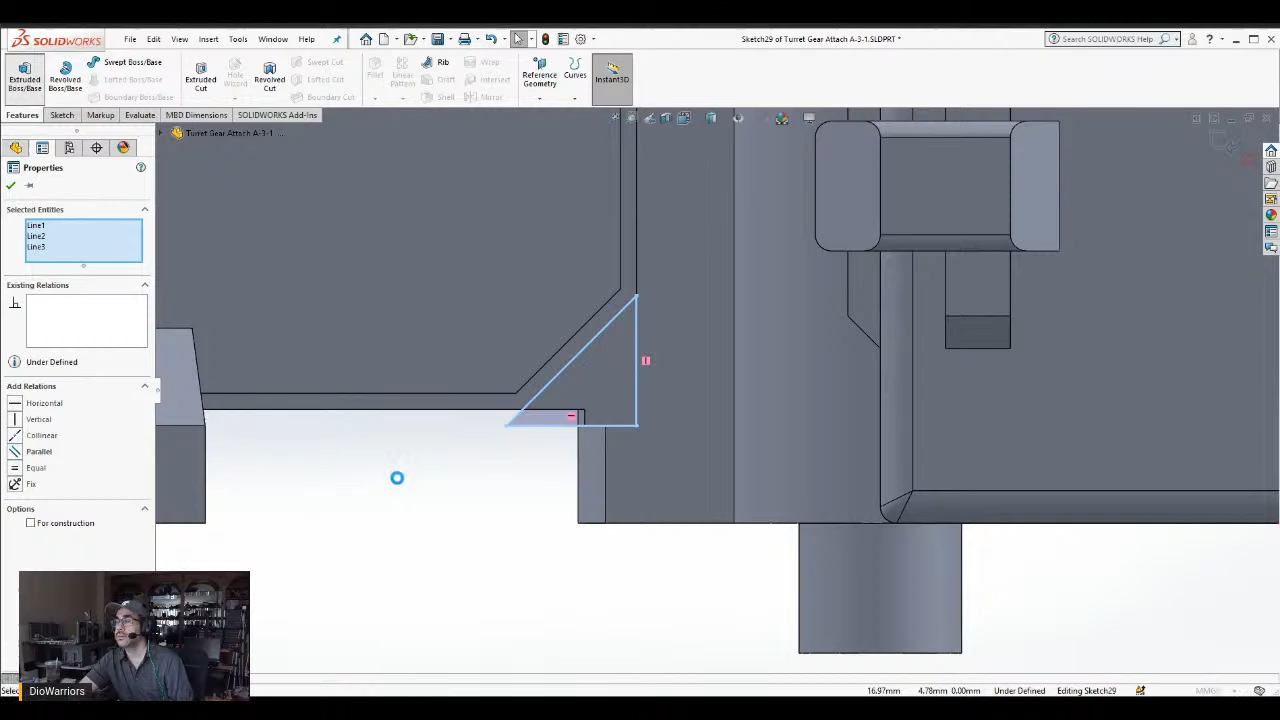 SOLIDWORKS
File
Edit
View
Insert
Tools
Window
Help
Sketch29 of Turret Gear Attach A-3-1.SLDPRT *
Search SOLIDWORKS Help
Extruded Boss/Base
Revolved Boss/Base
Swept Boss/Base
Lofted Boss/Base
Boundary Boss/Base
Extruded Cut
Hole Wizard
Revolved Cut
Swept Cut
Lofted Cut
Boundary Cut
Fillet
Linear Pattern
Rib
Draft
Shell
Wrap
Intersect
Mirror
Reference Geometry
Curves
Instant3D
Features
Sketch
Markup
Evaluate
MBD Dimensions
SOLIDWORKS Add-Ins
Turret Gear Attach A-3-1 ...
Properties
Selected Entities
Line1
Line2
Line3
Existing Relations
Under Defined
Add Relations
Horizontal
Vertical
Collinear
Parallel
Equal
Fix
Options
For construction
DioWarriors
16.97mm
4.78mm
0.00mm
Under Defined
Editing Sketch29